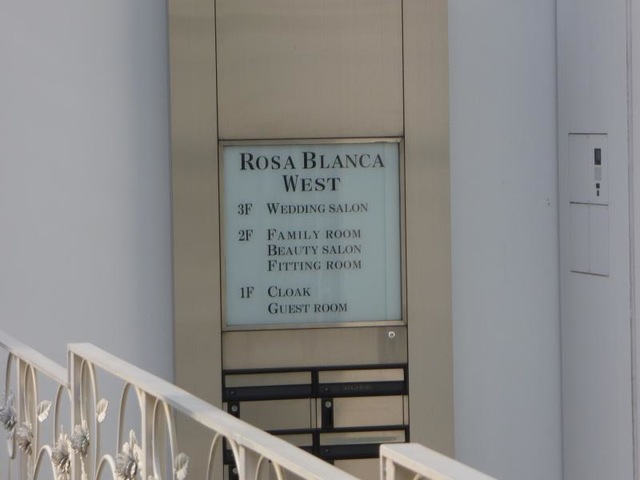 ROSA BLANCA
WEST
3F WEDDING SALON
2F FAMILY ROOM
BEAUTY SALON
FITTING ROOM
1F CLOAK
GUEST ROOM